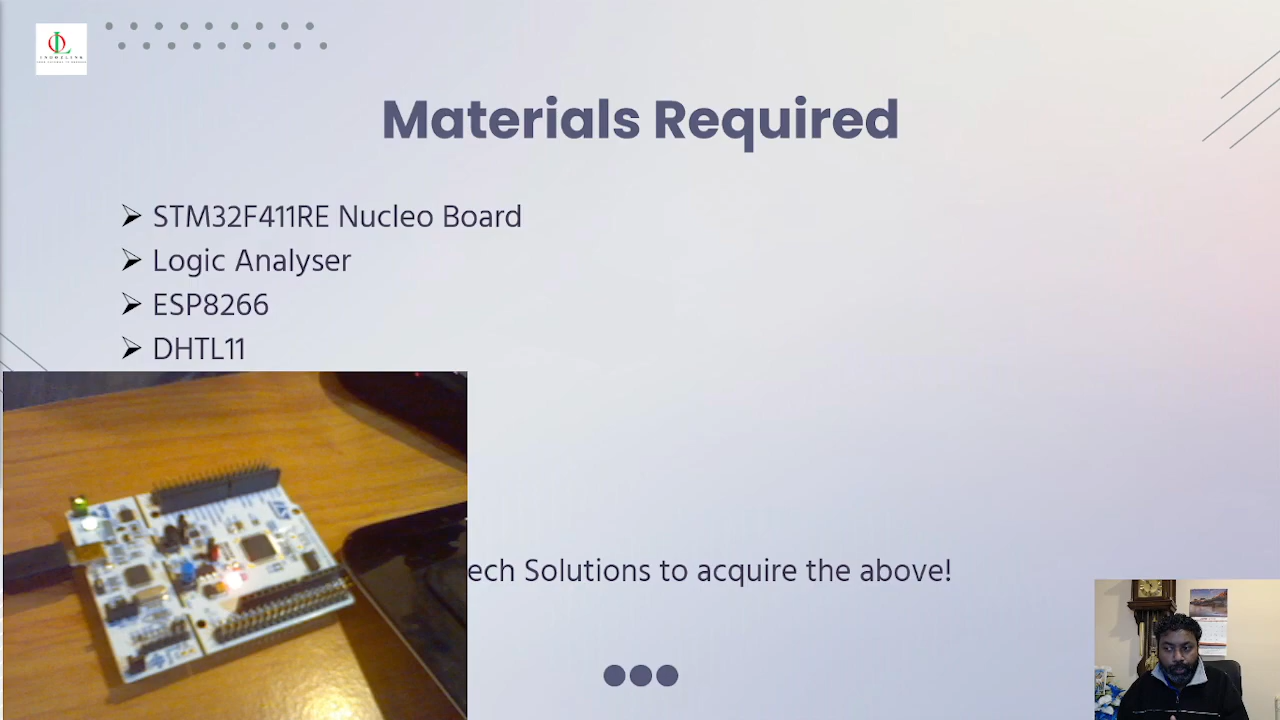 Materials Required
STM32F411RE Nucleo Board
Logic Analyser
ESP8266
DHTL11
ech Solutions to acquire the above!